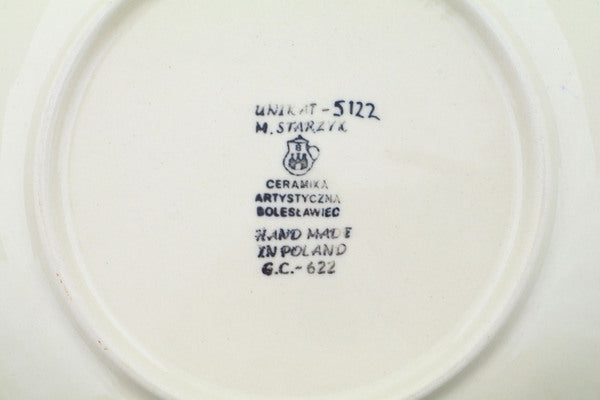 UNIKAT-5122
M. STARZYK
CERAMIKA
ARTYSTYCZNA
BOLESŁAWIEC
HAND MADE
IN POLAND
G.C.-622